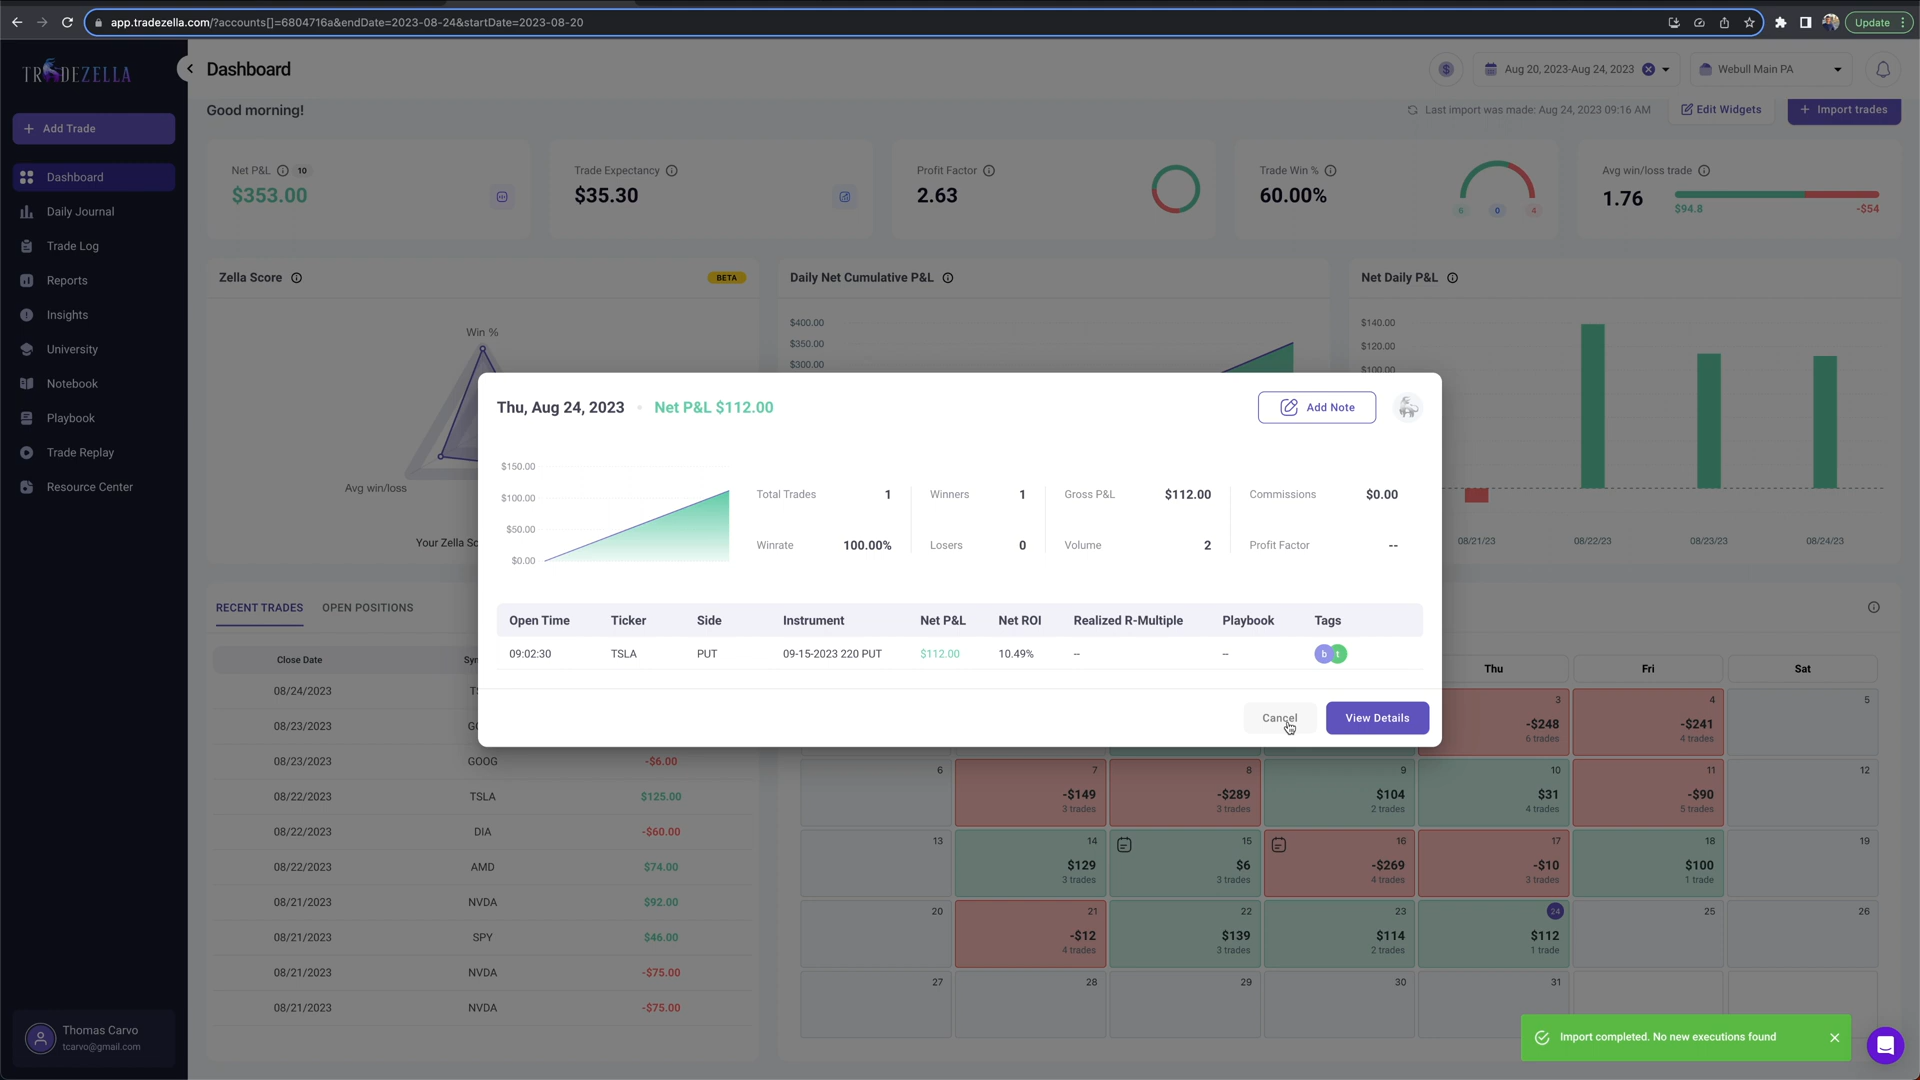 app.tradezella.com/?accounts[]=6804716a&endDate=2023-08-24&startDate=2023-08-20
Update
TRADEZELLA
Dashboard
Aug 20, 2023-Aug 24, 2023
Webull Main PA
Good morning!
Last import was made: Aug 24, 2023 09:16 AM
Edit Widgets
+ Import trades
+ Add Trade
Dashboard
Daily Journal
Trade Log
Reports
Insights
University
Notebook
Playbook
Trade Replay
Resource Center
Thomas Carvo
tcarvo@gmail.com
Net P&L 10
$353.00
Trade Expectancy
$35.30
Profit Factor
2.63
Trade Win %
60.00%
6 0 4
Avg win/loss trade
1.76
$94.8 -$54
Zella Score
BETA
Win %
Avg win/loss
Your Zella Sc
Daily Net Cumulative P&L
$400.00
$350.00
$300.00
Net Daily P&L
$140.00
$120.00
$100.00
08/21/23 08/22/23 08/23/23 08/24/23
Thu, Aug 24, 2023 • Net P&L $112.00
Add Note
$150.00
$100.00
$50.00
$0.00
Total Trades 1 Winners 1 Gross P&L $112.00 Commissions $0.00
Winrate 100.00% Losers 0 Volume 2 Profit Factor --
Open Time Ticker Side Instrument Net P&L Net ROI Realized R-Multiple Playbook Tags
09:02:30 TSLA PUT 09-15-2023 220 PUT $112.00 10.49% -- -- b t
Cancel
View Details
RECENT TRADES OPEN POSITIONS
Close Date Syn
08/24/2023 TS
08/23/2023 GO
08/23/2023 GOOG -$6.00
08/22/2023 TSLA $125.00
08/22/2023 DIA -$60.00
08/22/2023 AMD $74.00
08/21/2023 NVDA $92.00
08/21/2023 SPY $46.00
08/21/2023 NVDA -$75.00
08/21/2023 NVDA -$75.00
Thu Fri Sat
3 4 5
-$248 -$241
6 trades 4 trades
6 7 8 9 10 11 12
-$149 -$289 $104 $31 -$90
3 trades 3 trades 2 trades 4 trades 5 trades
13 14 15 16 17 18 19
$129 $6 -$269 -$10 $100
3 trades 3 trades 4 trades 3 trades 1 trade
20 21 22 23 24 25 26
-$12 $139 $114 $112
4 trades 3 trades 2 trades 1 trade
27 28 29 30 31
Import completed. No new executions found